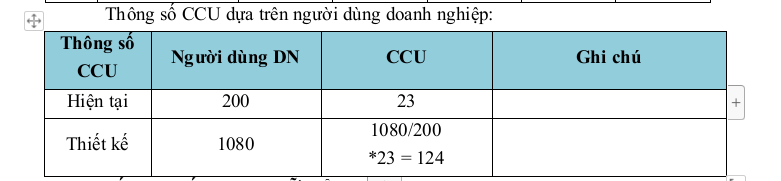 Thông số CCU dựa trên người dùng doanh nghiệp:
Thông số CCU Người dùng DN CCU Ghi chú
Hiện tại 200 23
Thiết kế 1080 1080/200
*23 = 124